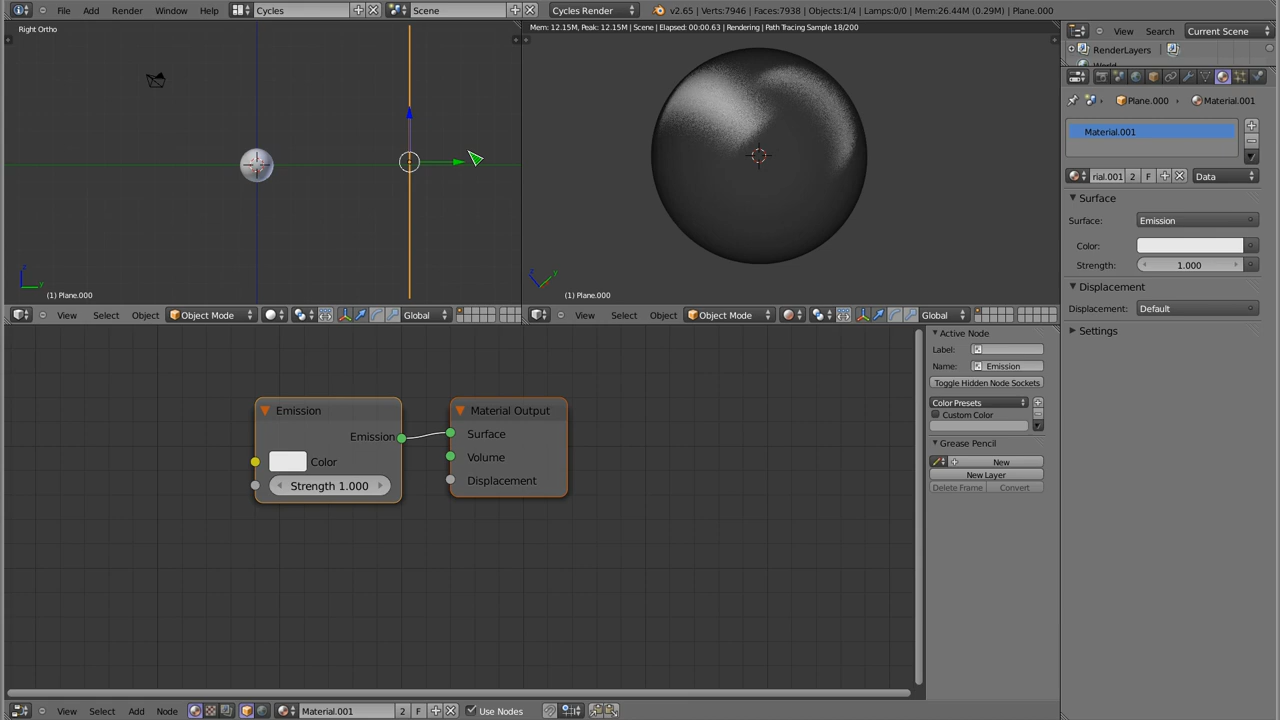 File Add Render Window Help Cycles Scene Cycles Render v2.65 | Verts:7946 | Faces:7938 | Objects:1/4 | Lamps:0/0 | Mem:26.44M (0.29M) | Plane.000
Right Ortho
Mem: 12.15M, Peak: 12.15M | Scene | Elapsed: 00:00.63 | Rendering | Path Tracing Sample 18/200
View Search Current Scene
RenderLayers
Plane.000 Material.001
Material.001
rial.001 2 F Data
Surface
Surface: Emission
Color:
Strength: 1.000
Displacement
Displacement: Default
Settings
z
y
(1) Plane.000
z
y
(1) Plane.000
View Select Object Object Mode Global
View Select Object Object Mode Global
Emission
Emission
Color
Strength 1.000
Material Output
Surface
Volume
Displacement
Active Node
Label:
Name: Emission
Toggle Hidden Node Sockets
Color Presets
Custom Color
Grease Pencil
New
New Layer
Delete Frame Convert
View Select Add Node Material.001 2 F Use Nodes